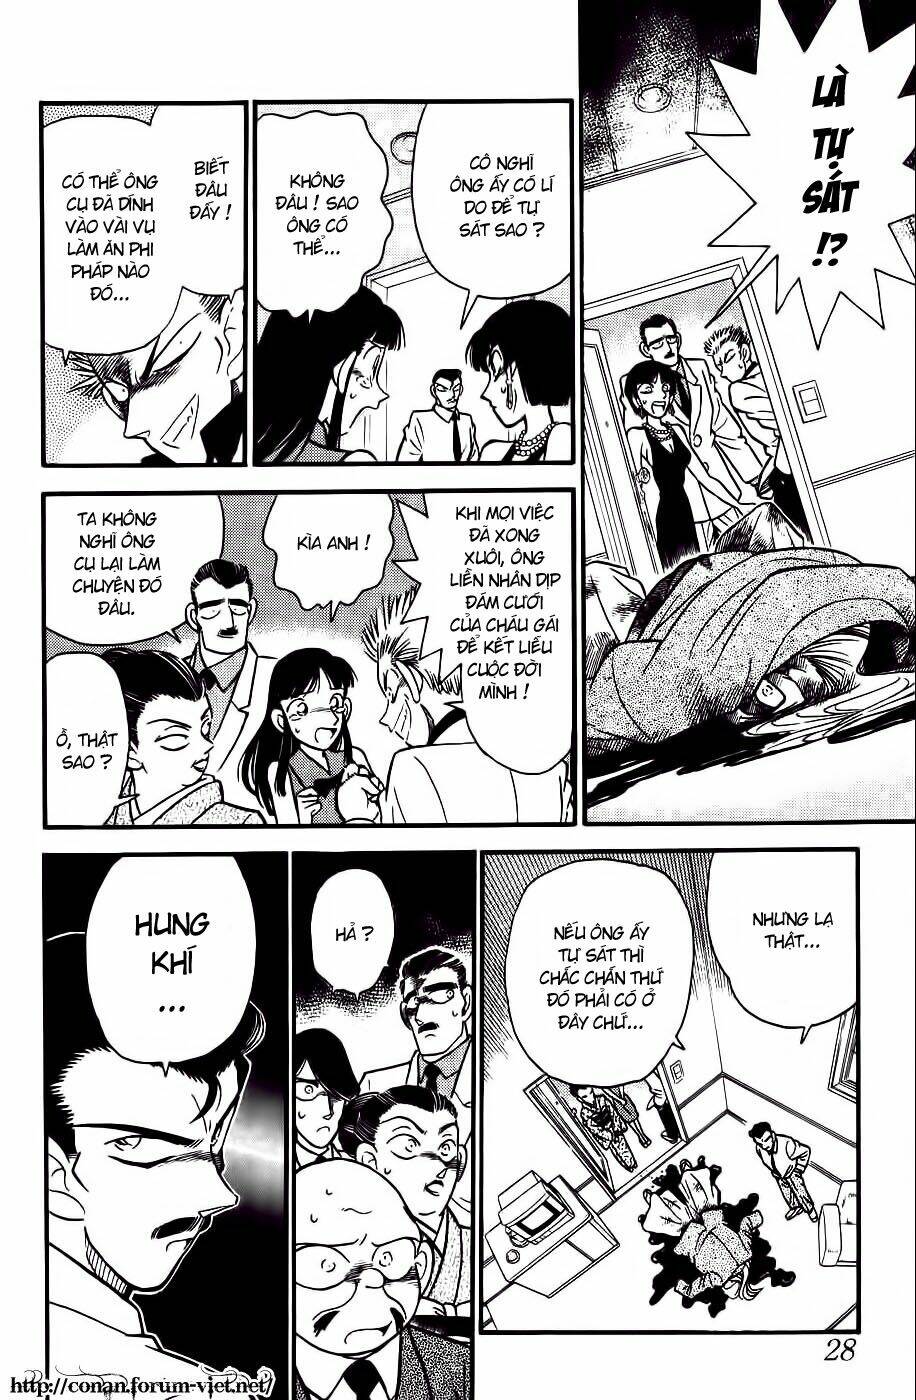 LÀ
TỰ
SÁT
!?
CÔ NGHĨ
ÔNG ẤY CÓ LÍ
DO ĐỂ TỰ
SÁT SAO ?
KHÔNG
ĐÂU ! SAO
ÔNG CÓ
THỂ...
BIẾT
ĐÂU
ĐẤY !
CÓ THỂ ÔNG
CỤ ĐÃ DÍNH
VÀO VÀI VỤ
LÀM ĂN PHI
PHÁP NÀO
ĐÓ...
KHI MỌI VIỆC
ĐÃ XONG
XUÔI, ÔNG
LIỀN NHÂN DỊP
ĐÁM CƯỚI
CỦA CHÁU GÁI
ĐỂ KẾT LIỄU
CUỘC ĐỜI
MÌNH !
KÌA ANH !
TA KHÔNG
NGHĨ ÔNG
CỤ LẠI LÀM
CHUYỆN ĐÓ
ĐÂU.
Ồ, THẬT
SAO ?
NHƯNG LẠ
THẬT...
NẾU ÔNG ẤY
TỰ SÁT THÌ
CHẮC CHẮN THỨ
ĐÓ PHẢI CÓ Ở
ĐÂY CHỨ...
HẢ ?
HUNG
KHÍ
...
28
http://conan.forum-viet.net/